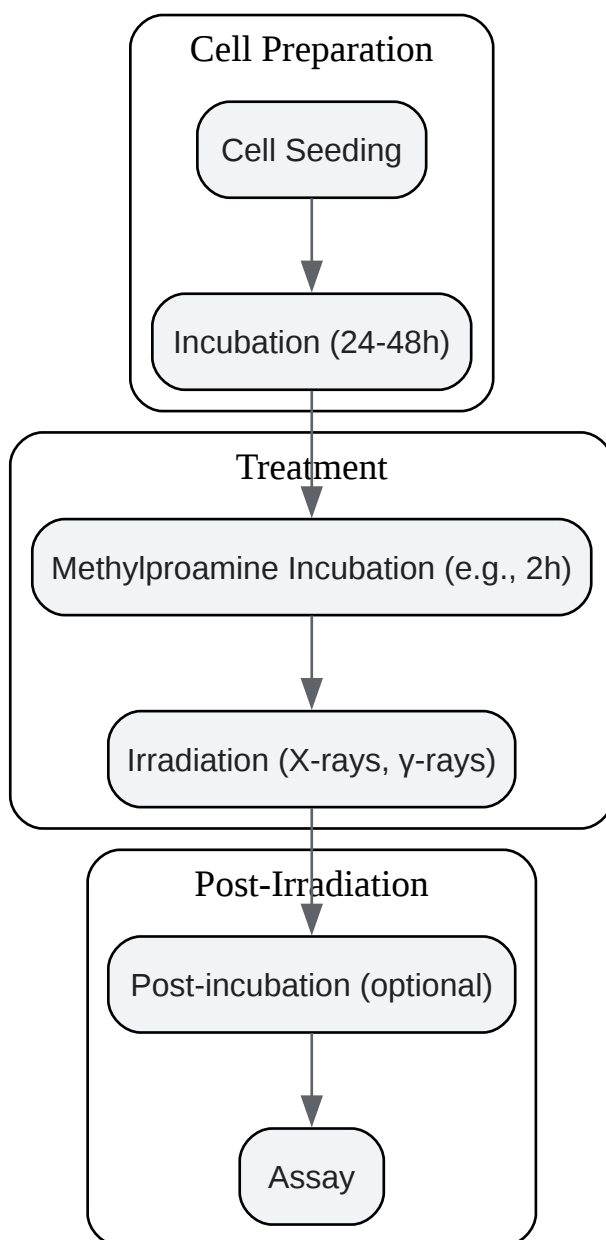 Cell Preparation
Cell Seeding
Incubation (24-48h)
Treatment
Methylproamine Incubation (e.g., 2h)
Irradiation (X-rays, γ-rays)
Post-Irradiation
Post-incubation (optional)
Assay